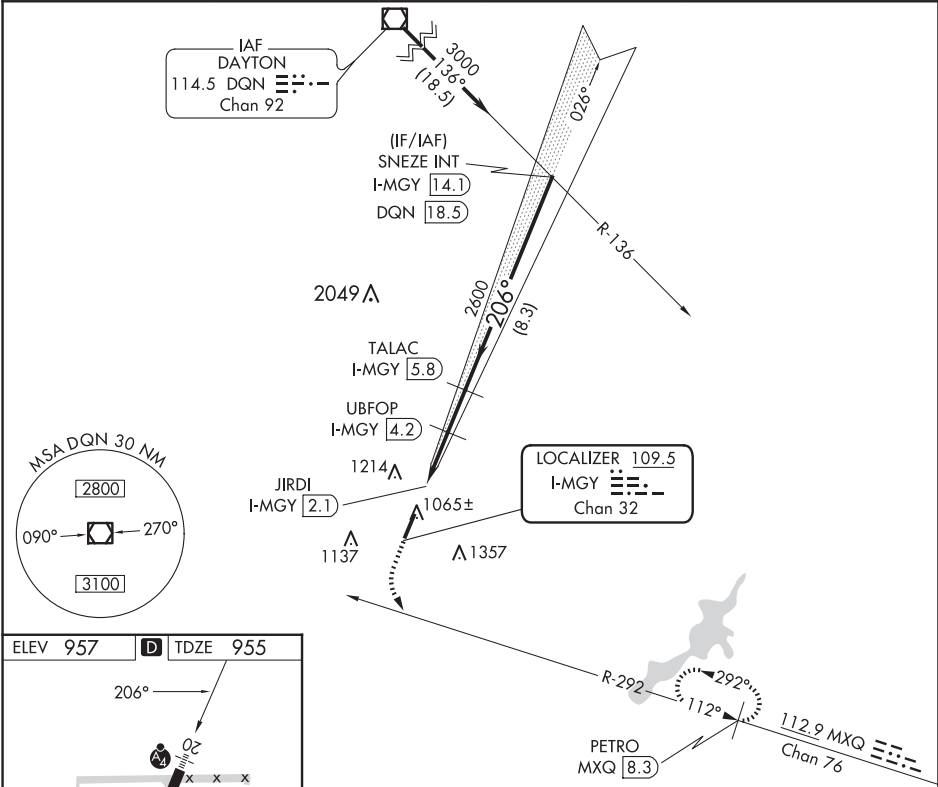 IAF
DAYTON
114.5 DQN
Chan 92
3000
136°
(18.5)
026°
(IF/IAF)
SNEZE INT
I-MGY 14.1
DQN 18.5
R-136
2049
2600
206°
(8.3)
TALAC
I-MGY 5.8
UBFOP
I-MGY 4.2
MSA DQN 30 NM
2800
090°
270°
3100
1214
JIRDI
I-MGY 2.1
1065±
LOCALIZER 109.5
I-MGY
Chan 32
1137
1357
ELEV 957 D TDZE 955
206°
20
A4
X X X
R-292
292°
112°
PETRO
MXQ 8.3
112.9 MXQ
Chan 76